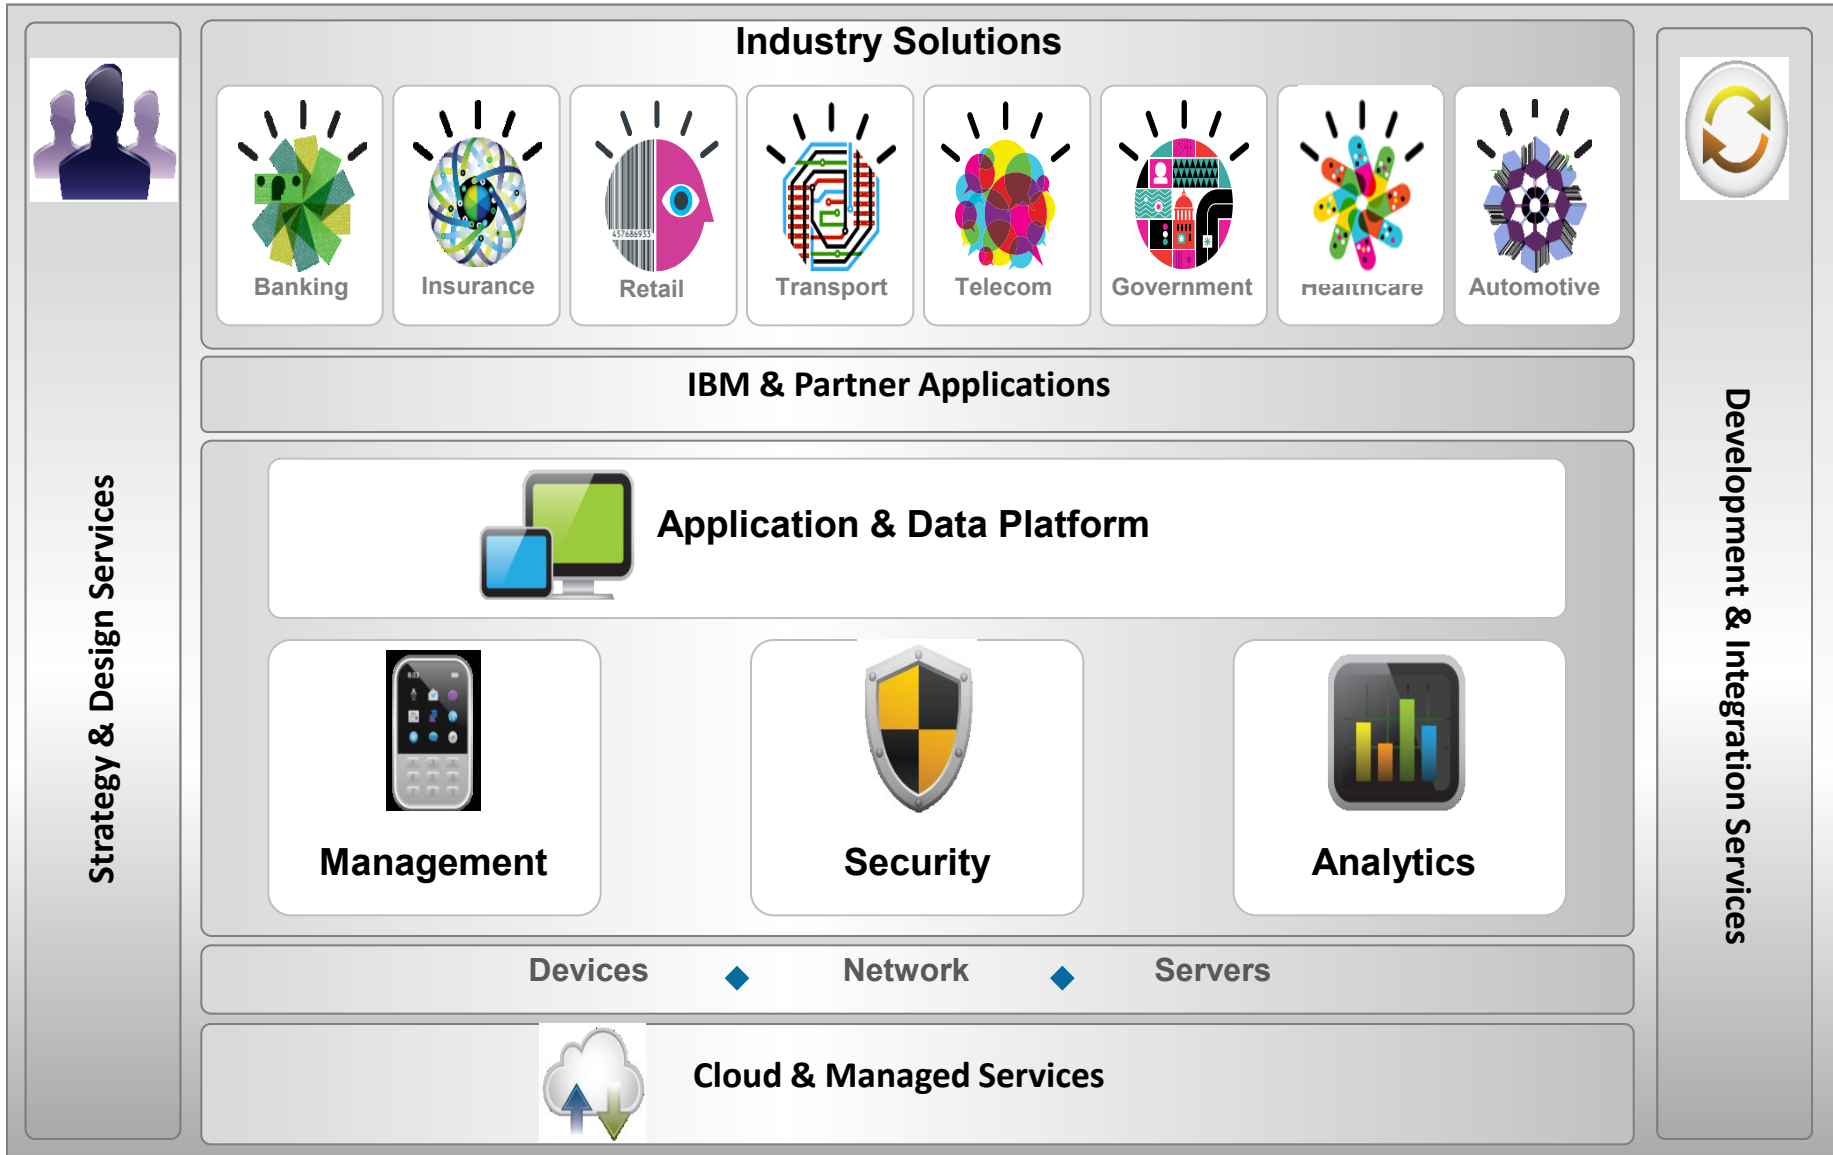 Industry Solutions
457686933
Banking
Insurance
Retail
Transport
Telecom
Government
Healthcare
Automotive
IBM & Partner Applications
Strategy & Design Services
Application & Data Platform
Management
Security
Analytics
Development & Integration Services
Devices
Network
Servers
Cloud & Managed Services